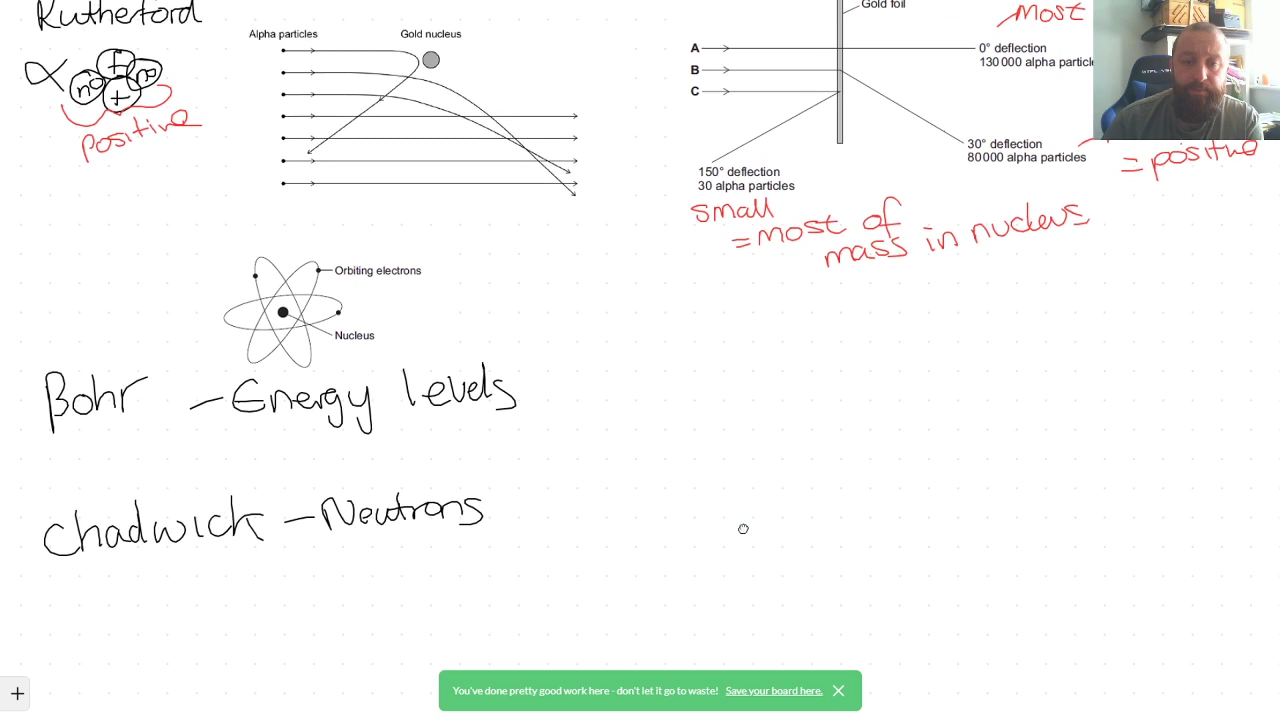 Rutherford
α
+
n⁰
n⁰
+
positive
Alpha particles
Gold nucleus
Gold foil
most
A
B
C
0° deflection
130 000 alpha particl
30° deflection
80 000 alpha particles
= positive
150° deflection
30 alpha particles
small
= most of
mass in nucleus
Orbiting electrons
Nucleus
Bohr - Energy levels
Chadwick - Neutrons
You've done pretty good work here - don't let it go to waste! Save your board here.